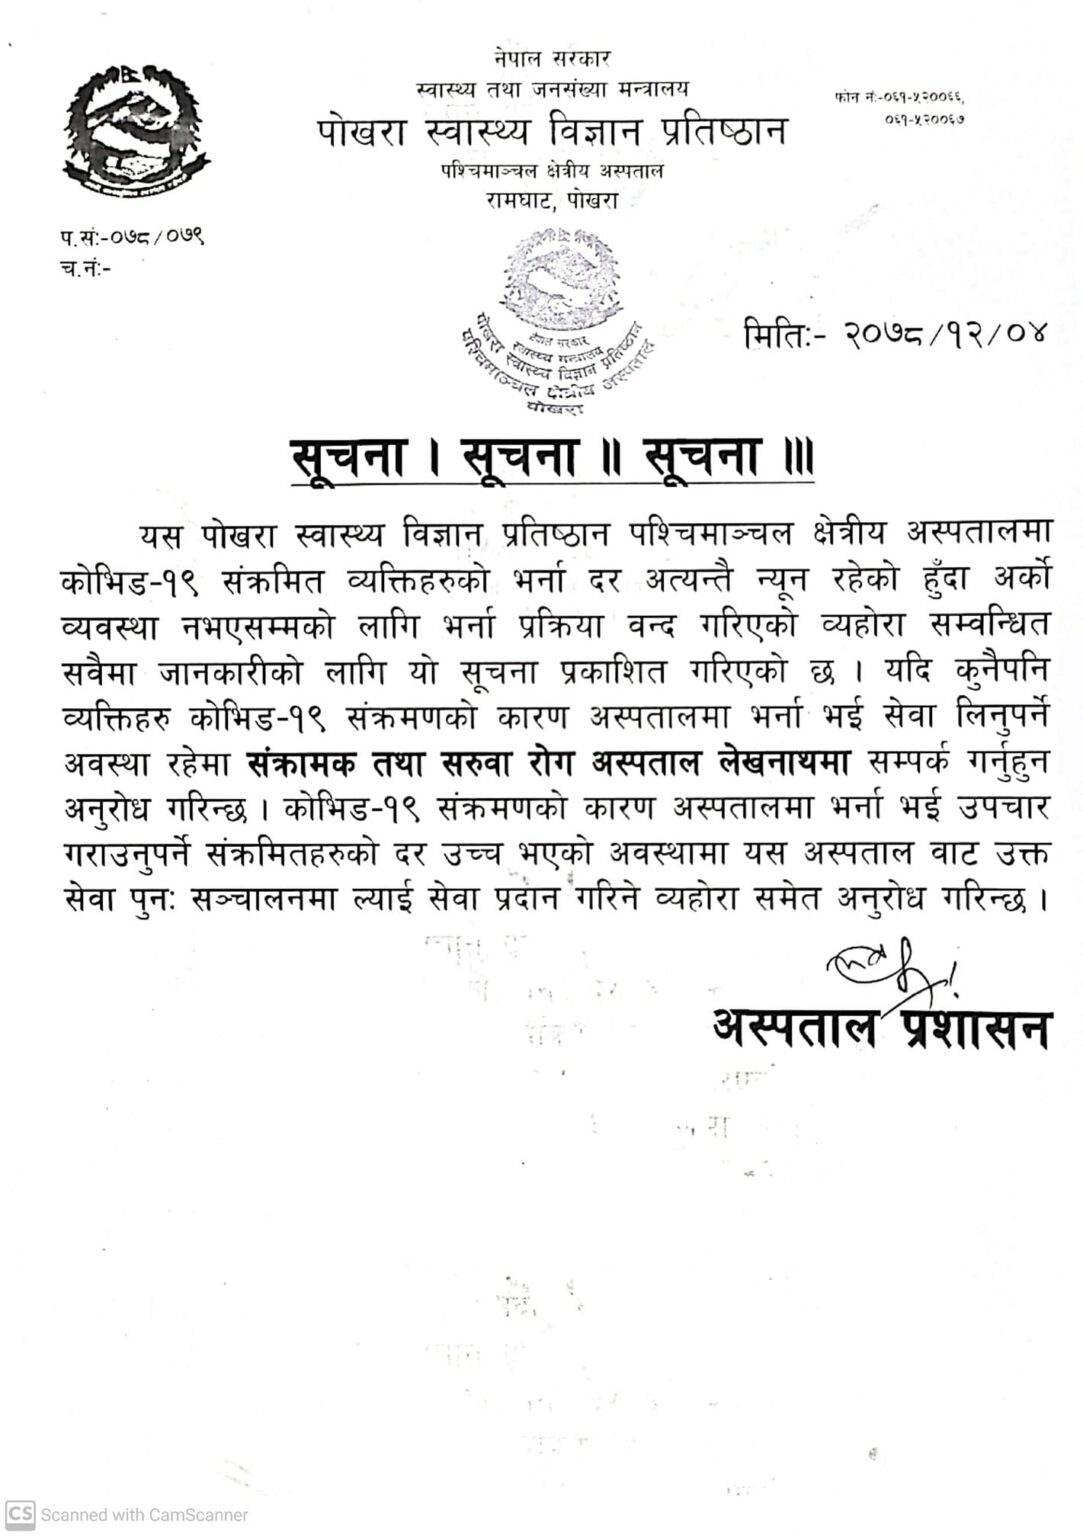 नेपाल सरकार
स्वास्थ्य तथा जनसंख्या मन्त्रालय
फोन नं:-०६१-५२००६६,
०६१-५२००६७
पोखरा स्वास्थ्य विज्ञान प्रतिष्ठान
पश्चिमाञ्चल क्षेत्रीय अस्पताल
रामघाट, पोखरा
प.सं:-०७८/०७९
च.नं:-
नेपाल सरकार
स्वास्थ्य मन्त्रालय
पोखरा स्वास्थ्य विज्ञान प्रतिष्ठान
पश्चिमाञ्चल क्षेत्रीय अस्पताल
पोखरा
मितिः- २०७८/१२/०४
सूचना । सूचना ॥ सूचना ॥।
यस पोखरा स्वास्थ्य विज्ञान प्रतिष्ठान पश्चिमाञ्चल क्षेत्रीय अस्पतालमा
कोभिड-१९ संक्रमित व्यक्तिहरुको भर्ना दर अत्यन्तै न्यून रहेको हुँदा अर्को
व्यवस्था नभएसम्मको लागि भर्ना प्रक्रिया वन्द गरिएको व्यहोरा सम्वन्धित
सवैमा जानकारीको लागि यो सूचना प्रकाशित गरिएको छ । यदि कुनैपनि
व्यक्तिहरु कोभिड-१९ संक्रमणको कारण अस्पतालमा भर्ना भई सेवा लिनुपर्ने
अवस्था रहेमा संक्रामक तथा सरुवा रोग अस्पताल लेखनाथमा सम्पर्क गर्नुहुन
अनुरोध गरिन्छ । कोभिड-१९ संक्रमणको कारण अस्पतालमा भर्ना भई उपचार
गराउनुपर्ने संक्रमितहरुको दर उच्च भएको अवस्थामा यस अस्पताल वाट उक्त
सेवा पुनः सञ्चालनमा ल्याई सेवा प्रदान गरिने व्यहोरा समेत अनुरोध गरिन्छ ।
अस्पताल प्रशासन
CS Scanned with CamScanner